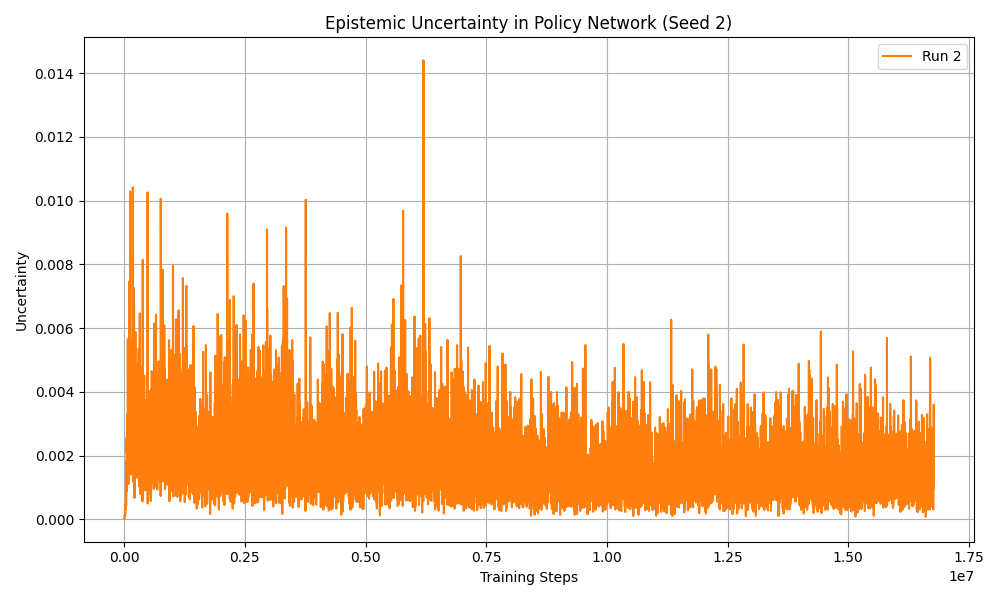 Epistemic Uncertainty in Policy Network (Seed 2)
Run 2
Uncertainty
0.014
0.012
0.010
0.008
0.006
0.004
0.002
0.000
0.00 0.25 0.50 0.75 1.00 1.25 1.50 1.75
1e7
Training Steps